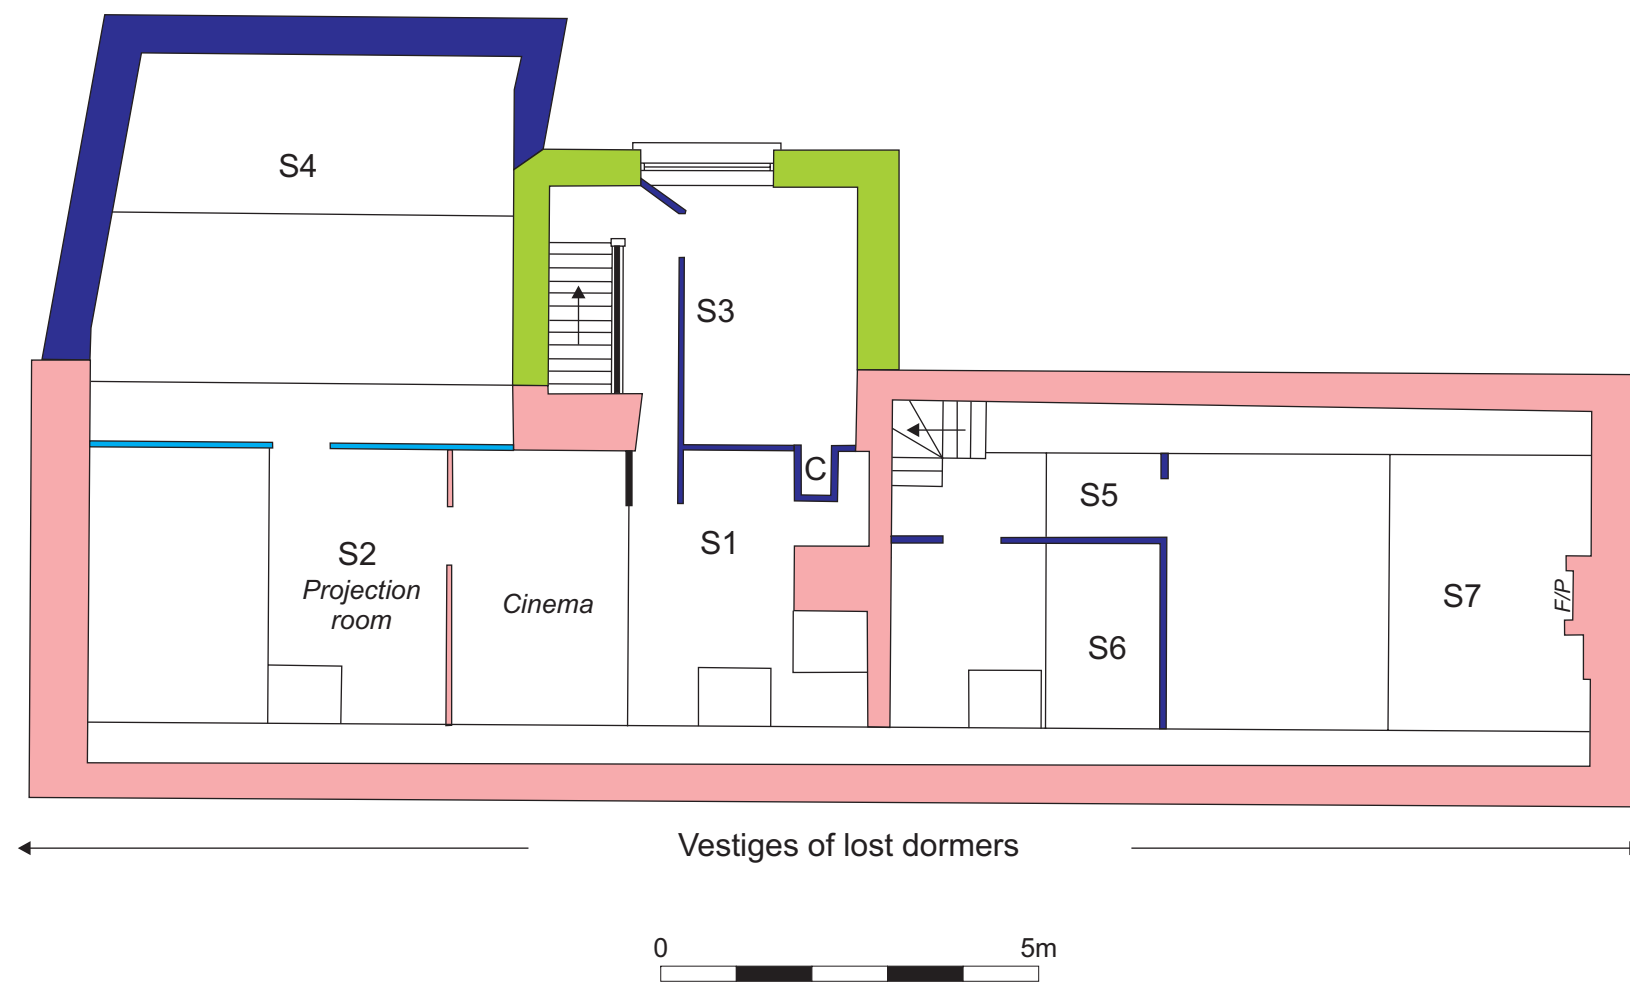 S4
S3
C
S5
S1
S2
Projection
room
Cinema
S7
F/P
S6
Vestiges of lost dormers
0 5m